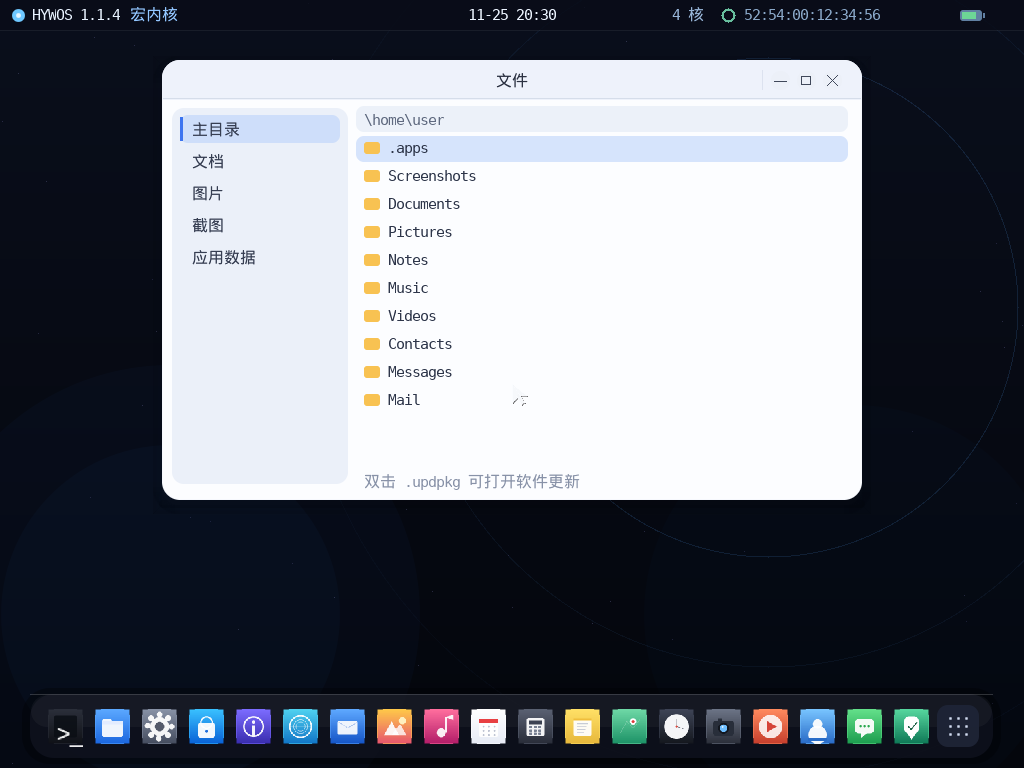 HYWOS 1.1.4 宏内核 11-25 20:30 4 核 52:54:00:12:34:56
文件
主目录
文档
图片
截图
应用数据
\home\user
.apps
Screenshots
Documents
Pictures
Notes
Music
Videos
Contacts
Messages
Mail
双击 .updpkg 可打开软件更新
>_